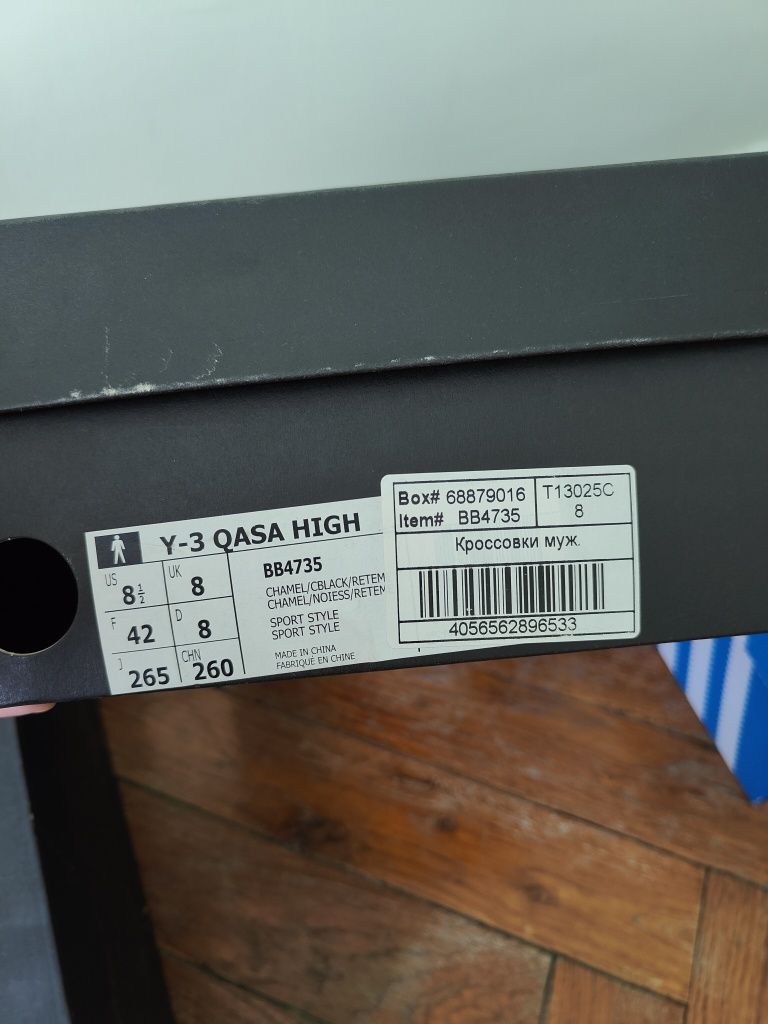 Y-3 QASA HIGH
US 8½
UK 8
F 42
D 8
J 265
CHN 260
BB4735
CHAMEL/CBLACK/RETEM
CHAMEL/NOIESS/RETEN
SPORT STYLE
SPORT STYLE
MADE IN CHINA
FABRIQUÉ EN CHINE
Box# 68879016
Item# BB4735
T13025C
8
Кроссовки муж.
4056562896533